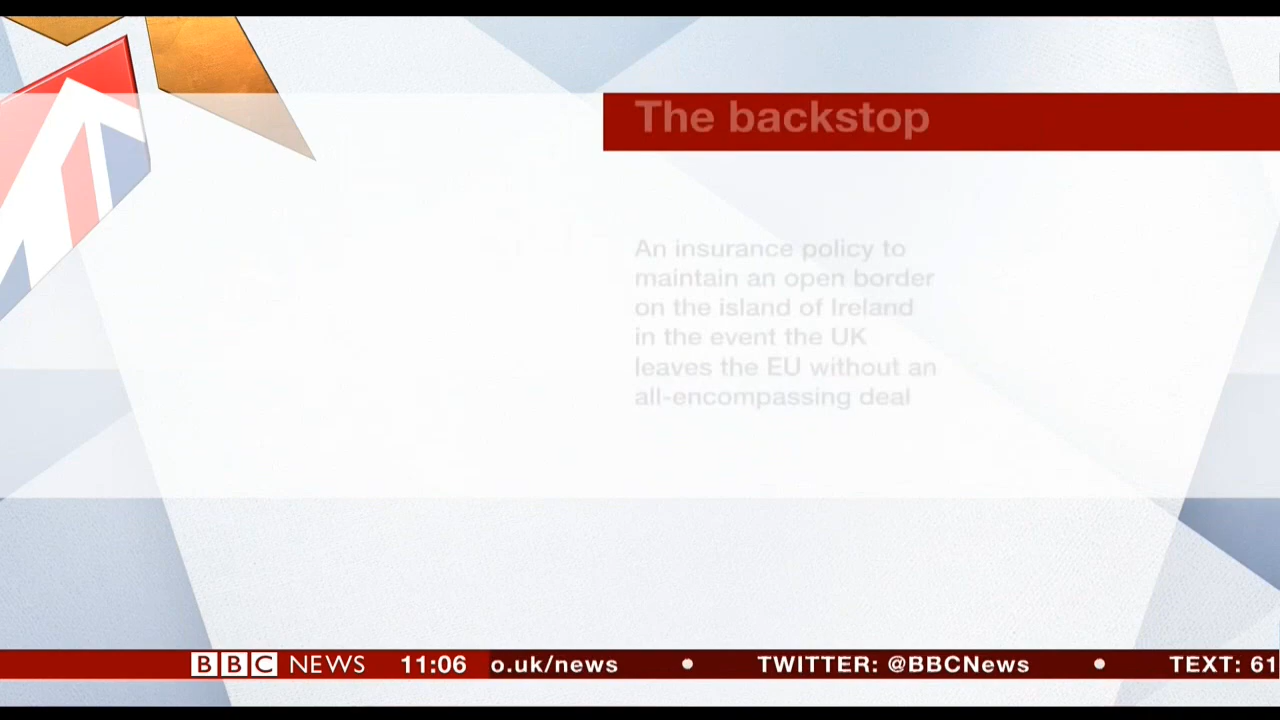 The backstop
An insurance policy to
maintain an open border
on the island of Ireland
in the event the UK
leaves the EU without an
all-encompassing deal
BBC NEWS 11:06 o.uk/news • TWITTER: @BBCNews • TEXT: 61